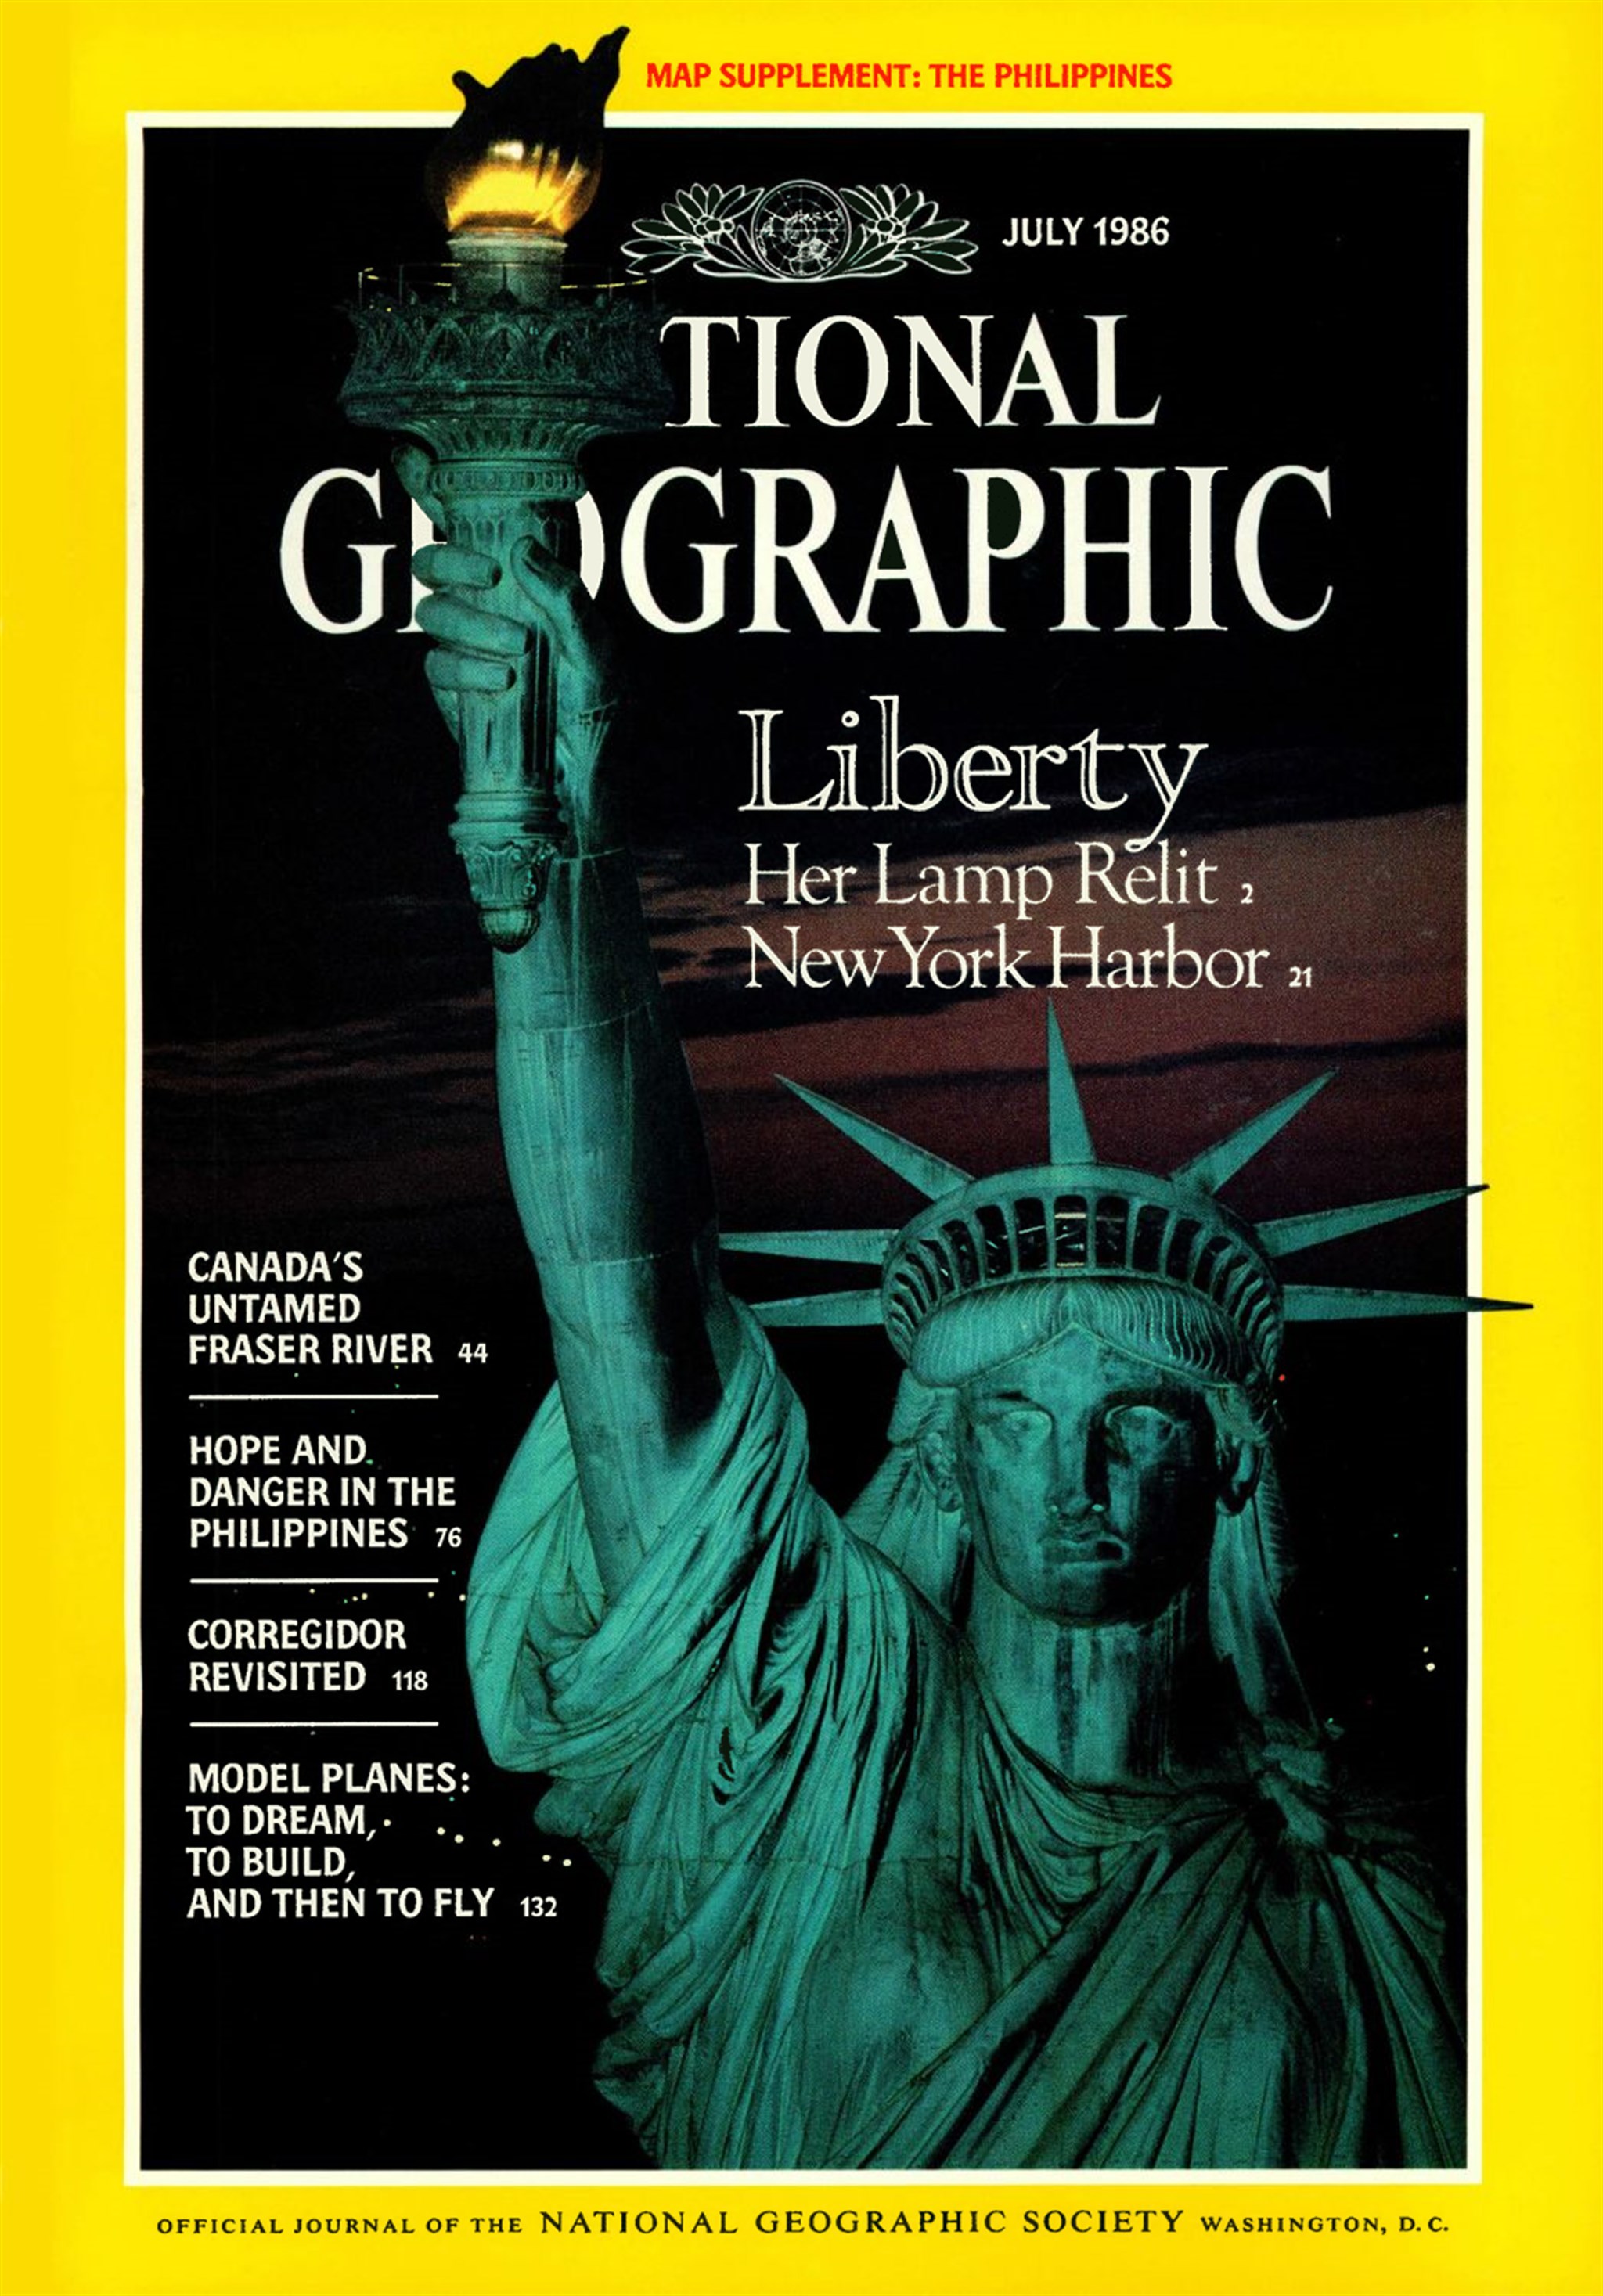 MAP SUPPLEMENT: THE PHILIPPINES
JULY 1986
TIONAL
GEOGRAPHIC
Liberty
Her Lamp Relit 2
New York Harbor 21
CANADA'S
UNTAMED
FRASER RIVER 44
HOPE AND
DANGER IN THE
PHILIPPINES 76
CORREGIDOR
REVISITED 118
MODEL PLANES:
TO DREAM,
TO BUILD,
AND THEN TO FLY 132
OFFICIAL JOURNAL OF THE NATIONAL GEOGRAPHIC SOCIETY WASHINGTON, D.C.